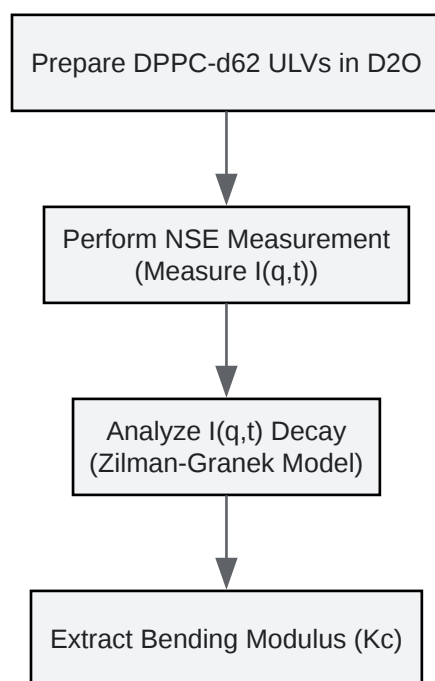 Prepare DPPC-d62 ULVs in D2O
Perform NSE Measurement
(Measure I(q,t))
Analyze I(q,t) Decay
(Zilman-Granek Model)
Extract Bending Modulus (Kc)